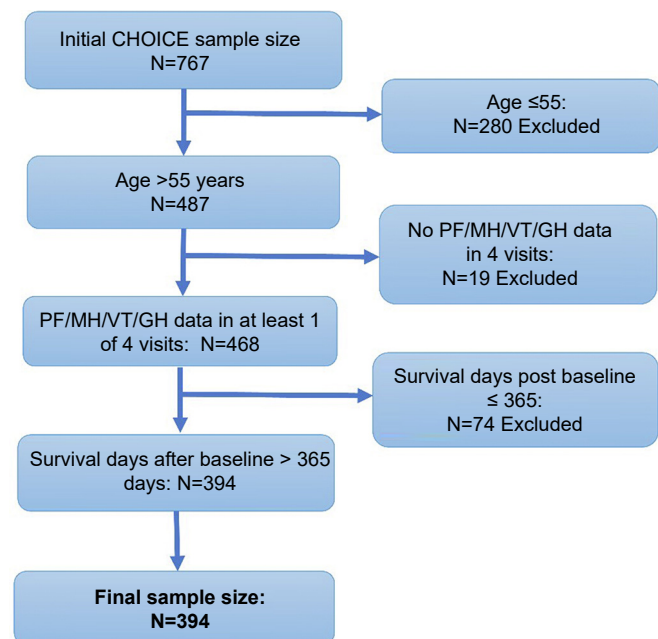 Initial CHOICE sample size
N=767
Age ≤55:
N=280 Excluded
Age >55 years
N=487
No PF/MH/VT/GH data
in 4 visits:
N=19 Excluded
PF/MH/VT/GH data in at least 1
of 4 visits: N=468
Survival days post baseline
≤ 365:
N=74 Excluded
Survival days after baseline > 365
days: N=394
Final sample size:
N=394